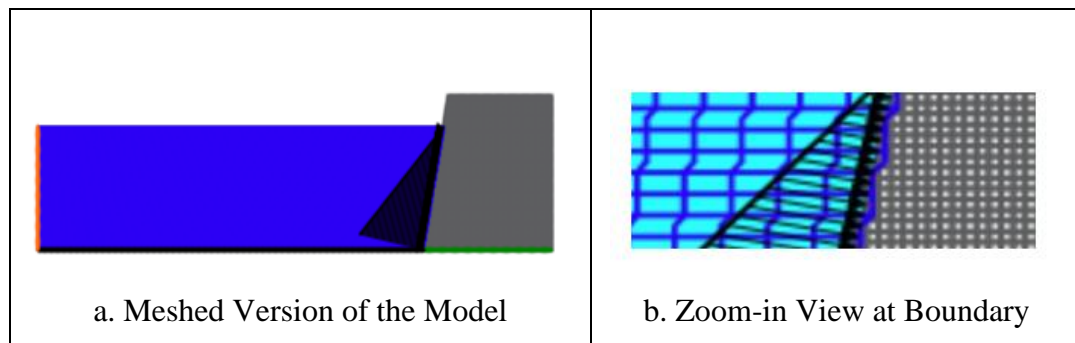 a. Meshed Version of the Model
b. Zoom-in View at Boundary